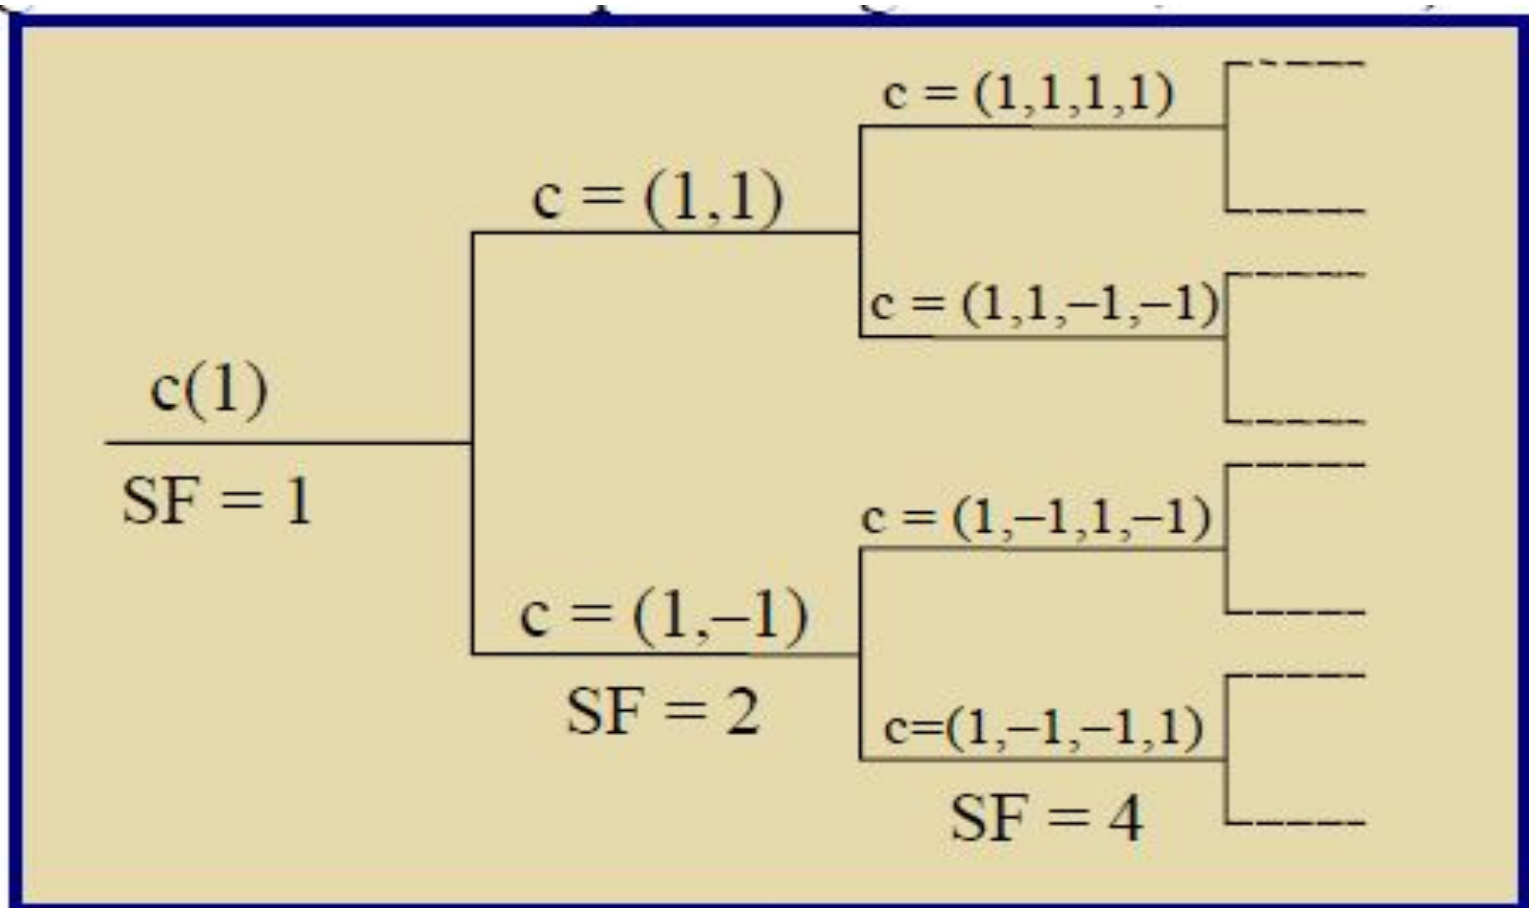 c(1)
SF = 1
c = (1,1)
c = (1,–1)
SF = 2
c = (1,1,1,1)
c = (1,1,–1,–1)
c = (1,–1,1,–1)
c=(1,–1,–1,1)
SF = 4